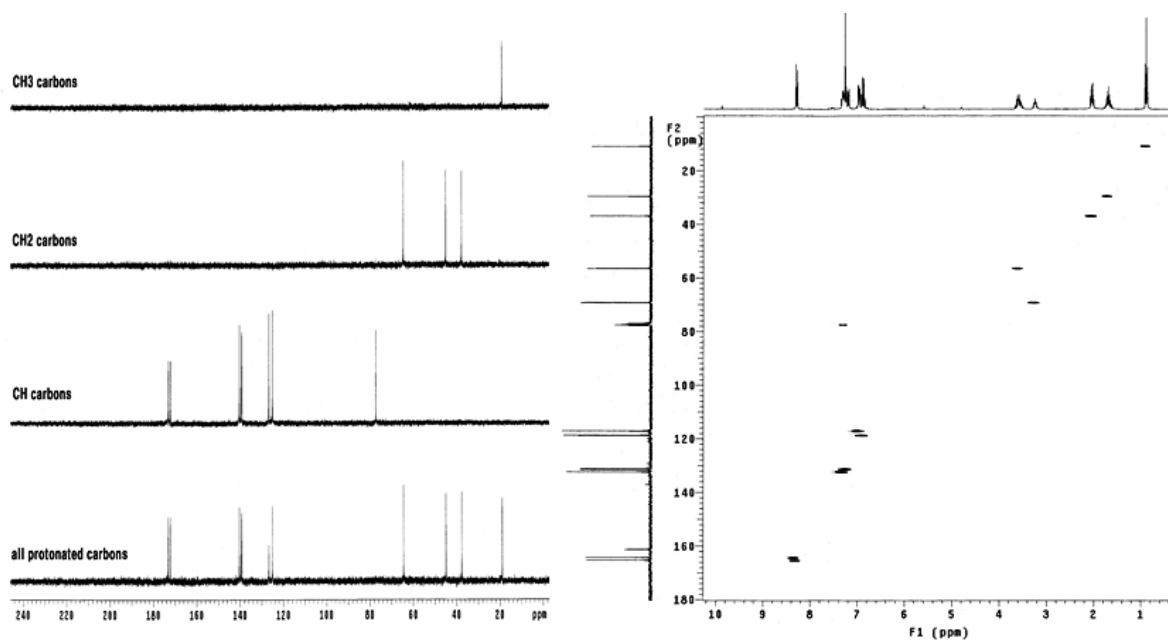 CH3 carbons
CH2 carbons
CH carbons
all protonated carbons
240 220 200 180 160 140 120 100 80 60 40 20 ppm
F2
(ppm)
20
40
60
80
100
120
140
160
180
10 9 8 7 6 5 4 3 2 1
F1 (ppm)